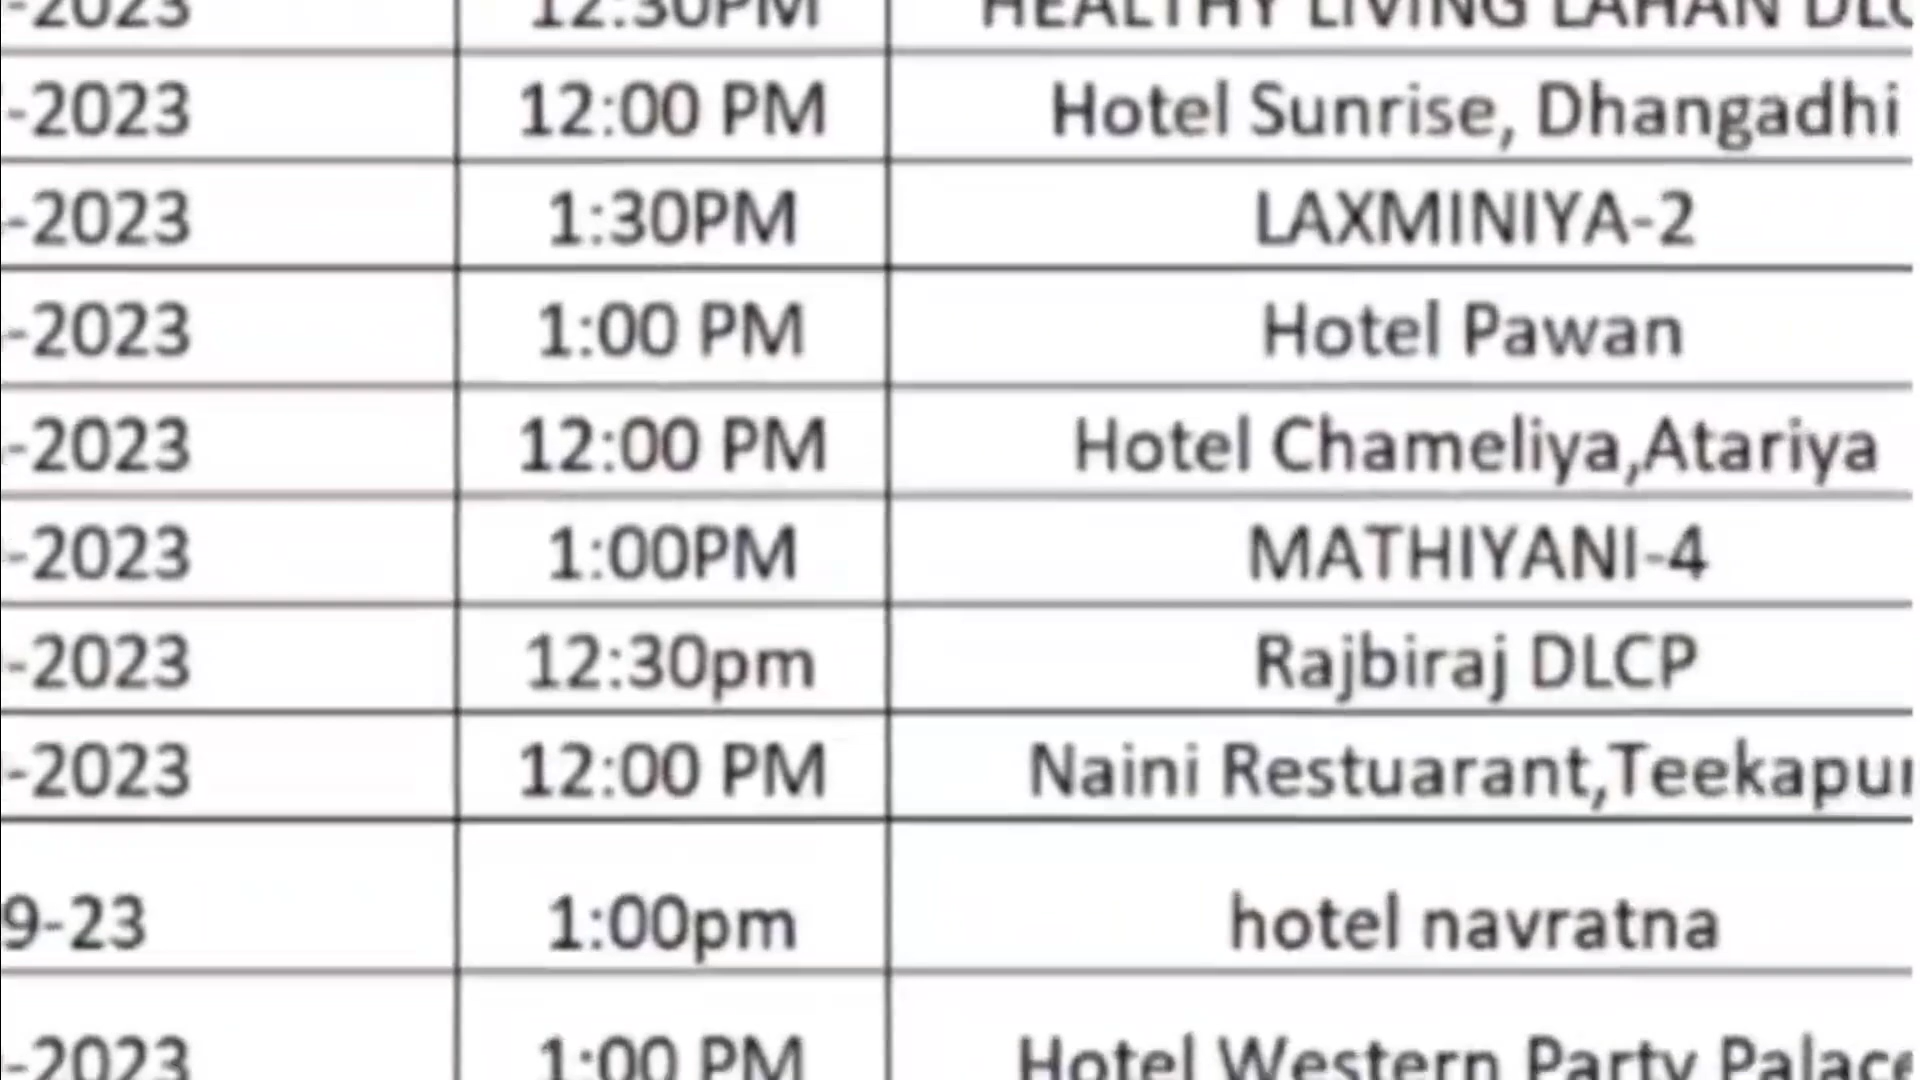 -2023 12:30PM HEALTHY LIVING LAHAN DLC
-2023 12:00 PM Hotel Sunrise, Dhangadhi
-2023 1:30PM LAXMINIYA-2
-2023 1:00 PM Hotel Pawan
-2023 12:00 PM Hotel Chameliya,Atariya
-2023 1:00PM MATHIYANI-4
-2023 12:30pm Rajbiraj DLCP
-2023 12:00 PM Naini Restuarant,Teekapur
9-23 1:00pm hotel navratna
-2023 1:00 PM Hotel Western Party Palace